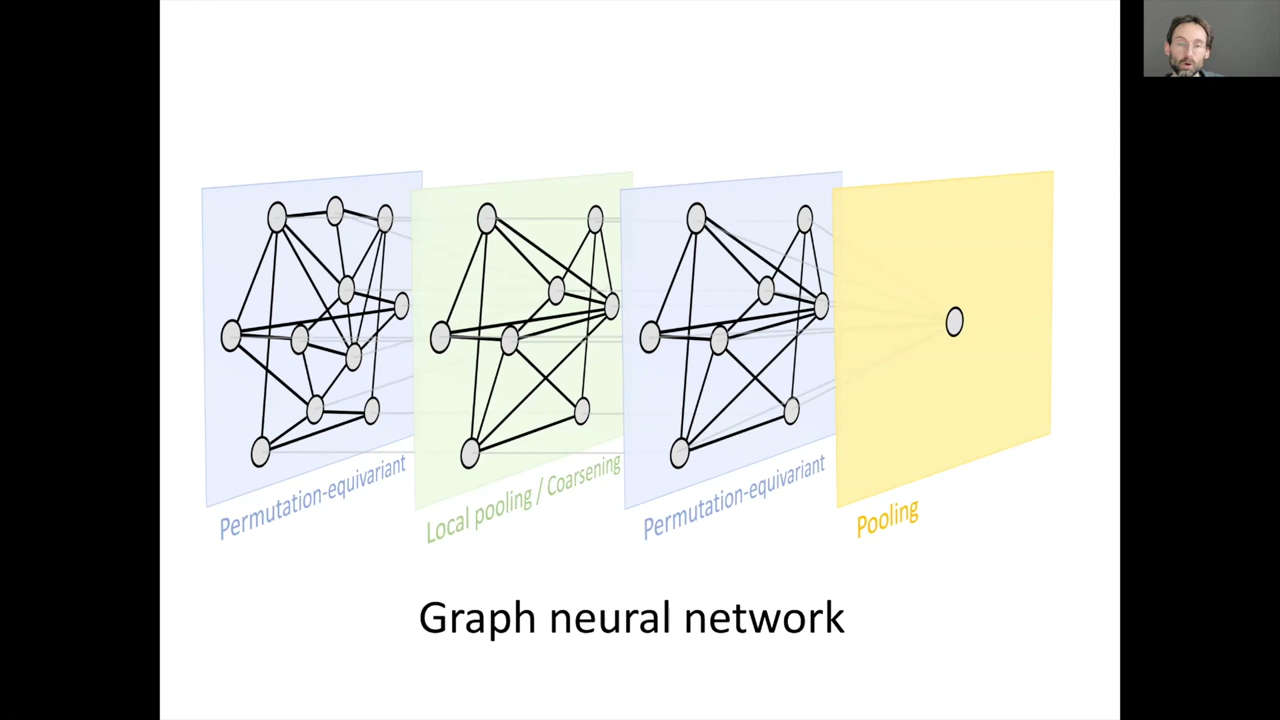 Permutation-equivariant
Local pooling / Coarsening
Permutation-equivariant
Pooling
Graph neural network